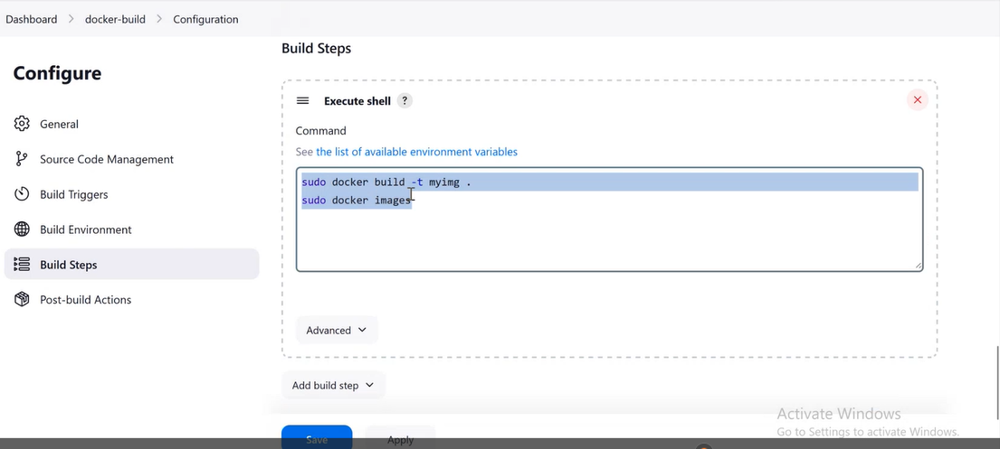 Dashboard > docker-build > Configuration
Configure
General
Source Code Management
Build Triggers
Build Environment
Build Steps
Post-build Actions
Build Steps
Execute shell ?
Command
See the list of available environment variables
sudo docker build -t myimg .
sudo docker images
Advanced
Add build step
Save
Apply
Activate Windows
Go to Settings to activate Windows.